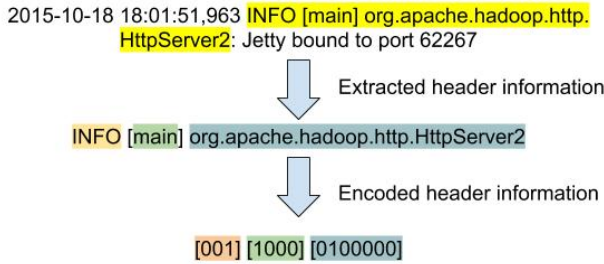 2015-10-18 18:01:51,963 INFO [main] org.apache.hadoop.http.
HttpServer2: Jetty bound to port 62267
Extracted header information
INFO [main] org.apache.hadoop.http.HttpServer2
Encoded header information
[001] [1000] [0100000]